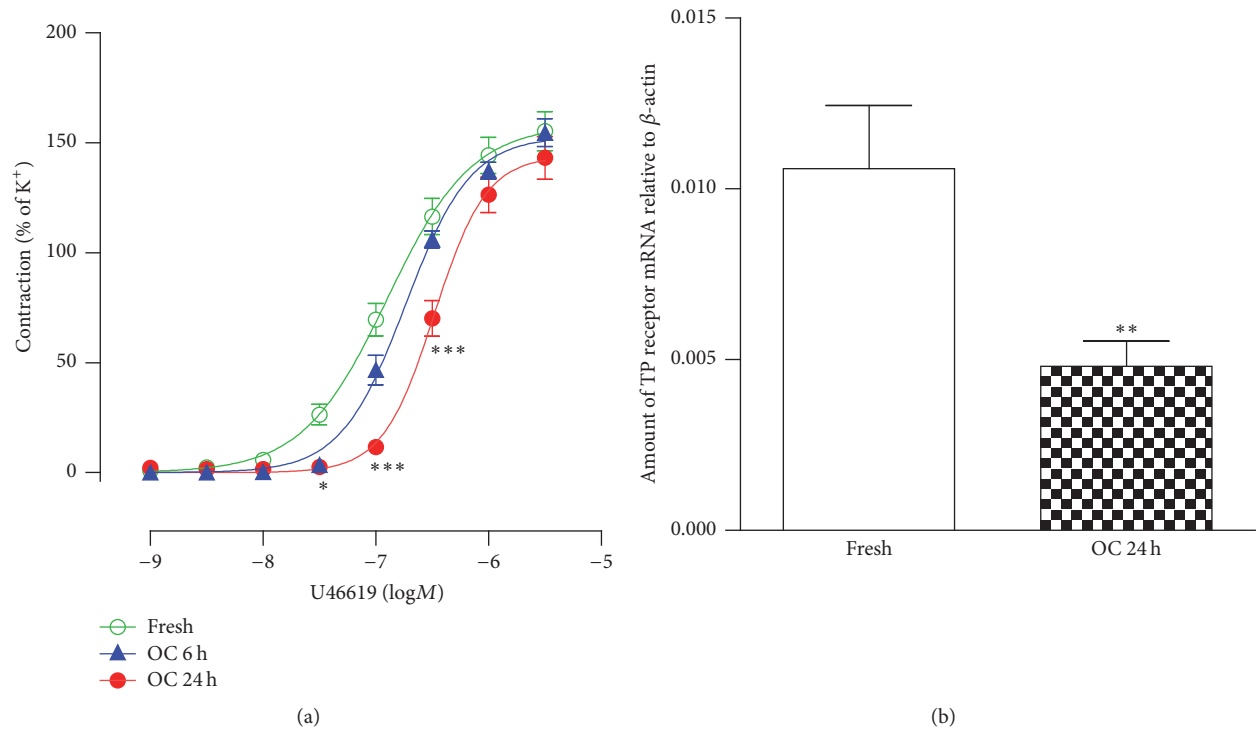 200
150
100
50
0
Contraction (% of K⁺)
*
***
***
−9
−8
−7
−6
−5
U46619 (logM)
Fresh
OC 6 h
OC 24 h
(a)
0.015
0.010
0.005
0.000
Amount of TP receptor mRNA relative to β-actin
**
Fresh
OC 24 h
(b)